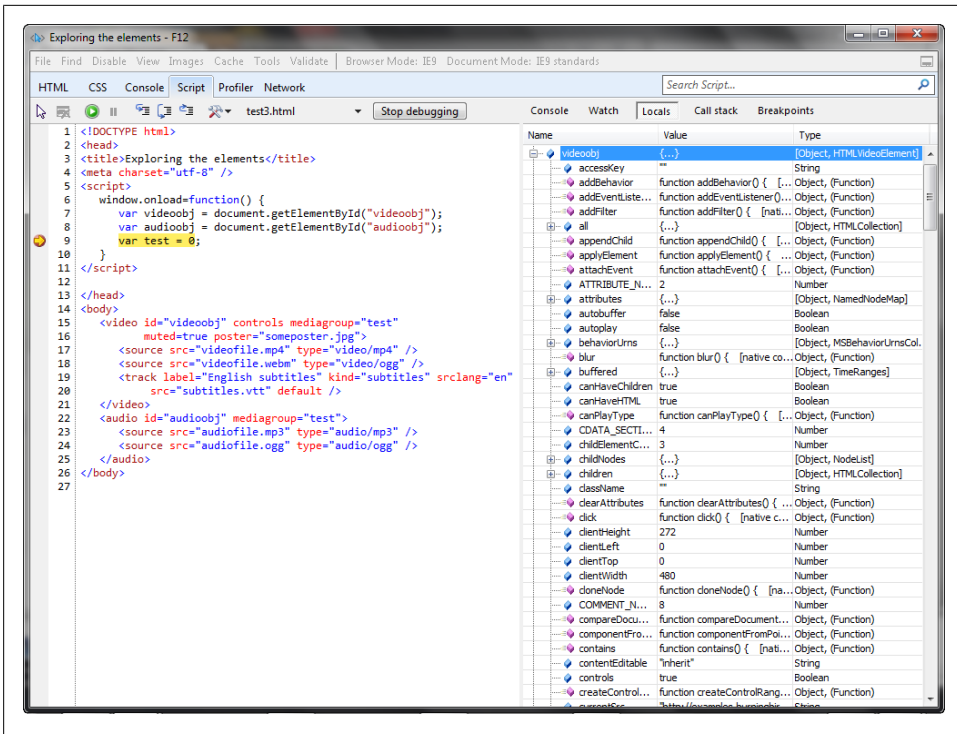 Exploring the elements - F12
File Find Disable View Images Cache Tools Validate Browser Mode: IE9 Document Mode: IE9 standards
HTML CSS Console Script Profiler Network Search Script...
test3.html Stop debugging Console Watch Locals Call stack Breakpoints
1 <!DOCTYPE html>
2 <head>
3 <title>Exploring the elements</title>
4 <meta charset="utf-8" />
5 <script>
6 window.onload=function() {
7 var videoobj = document.getElementById("videoobj");
8 var audioobj = document.getElementById("audioobj");
9 var test = 0;
10 }
11 </script>
12
13 </head>
14 <body>
15 <video id="videoobj" controls mediagroup="test"
16 muted=true poster="someposter.jpg">
17 <source src="videofile.mp4" type="video/mp4" />
18 <source src="videofile.webm" type="video/ogg" />
19 <track label="English subtitles" kind="subtitles" srclang="en"
20 src="subtitles.vtt" default />
21 </video>
22 <audio id="audioobj" mediagroup="test">
23 <source src="audiofile.mp3" type="audio/mp3" />
24 <source src="audiofile.ogg" type="audio/ogg" />
25 </audio>
26 </body>
27
Name Value Type
videoobj {...} [Object, HTMLVideoElement]
accessKey "" String
addBehavior function addBehavior() { [... Object, (Function)
addEventListe... function addEventListener()... Object, (Function)
addFilter function addFilter() { [nati... Object, (Function)
all {...} [Object, HTMLCollection]
appendChild function appendChild() { [... Object, (Function)
applyElement function applyElement() { ... Object, (Function)
attachEvent function attachEvent() { [... Object, (Function)
ATTRIBUTE_N... 2 Number
attributes {...} [Object, NamedNodeMap]
autobuffer false Boolean
autoplay false Boolean
behaviorUrns {...} [Object, MSBehaviorUrnsCol.
blur function blur() { [native co... Object, (Function)
buffered {...} [Object, TimeRanges]
canHaveChildren true Boolean
canHaveHTML true Boolean
canPlayType function canPlayType() { [... Object, (Function)
CDATA_SECTI... 4 Number
childElementC... 3 Number
childNodes {...} [Object, NodeList]
children {...} [Object, HTMLCollection]
className "" String
clearAttributes function clearAttributes() { ... Object, (Function)
click function click() { [native c... Object, (Function)
clientHeight 272 Number
clientLeft 0 Number
clientTop 0 Number
clientWidth 480 Number
cloneNode function cloneNode() { [na... Object, (Function)
COMMENT_N... 8 Number
compareDocu... function compareDocument... Object, (Function)
componentFro... function componentFromPoi... Object, (Function)
contains function contains() { [nati... Object, (Function)
contentEditable "inherit" String
controls true Boolean
createControl... function createControlRang... Object, (Function)